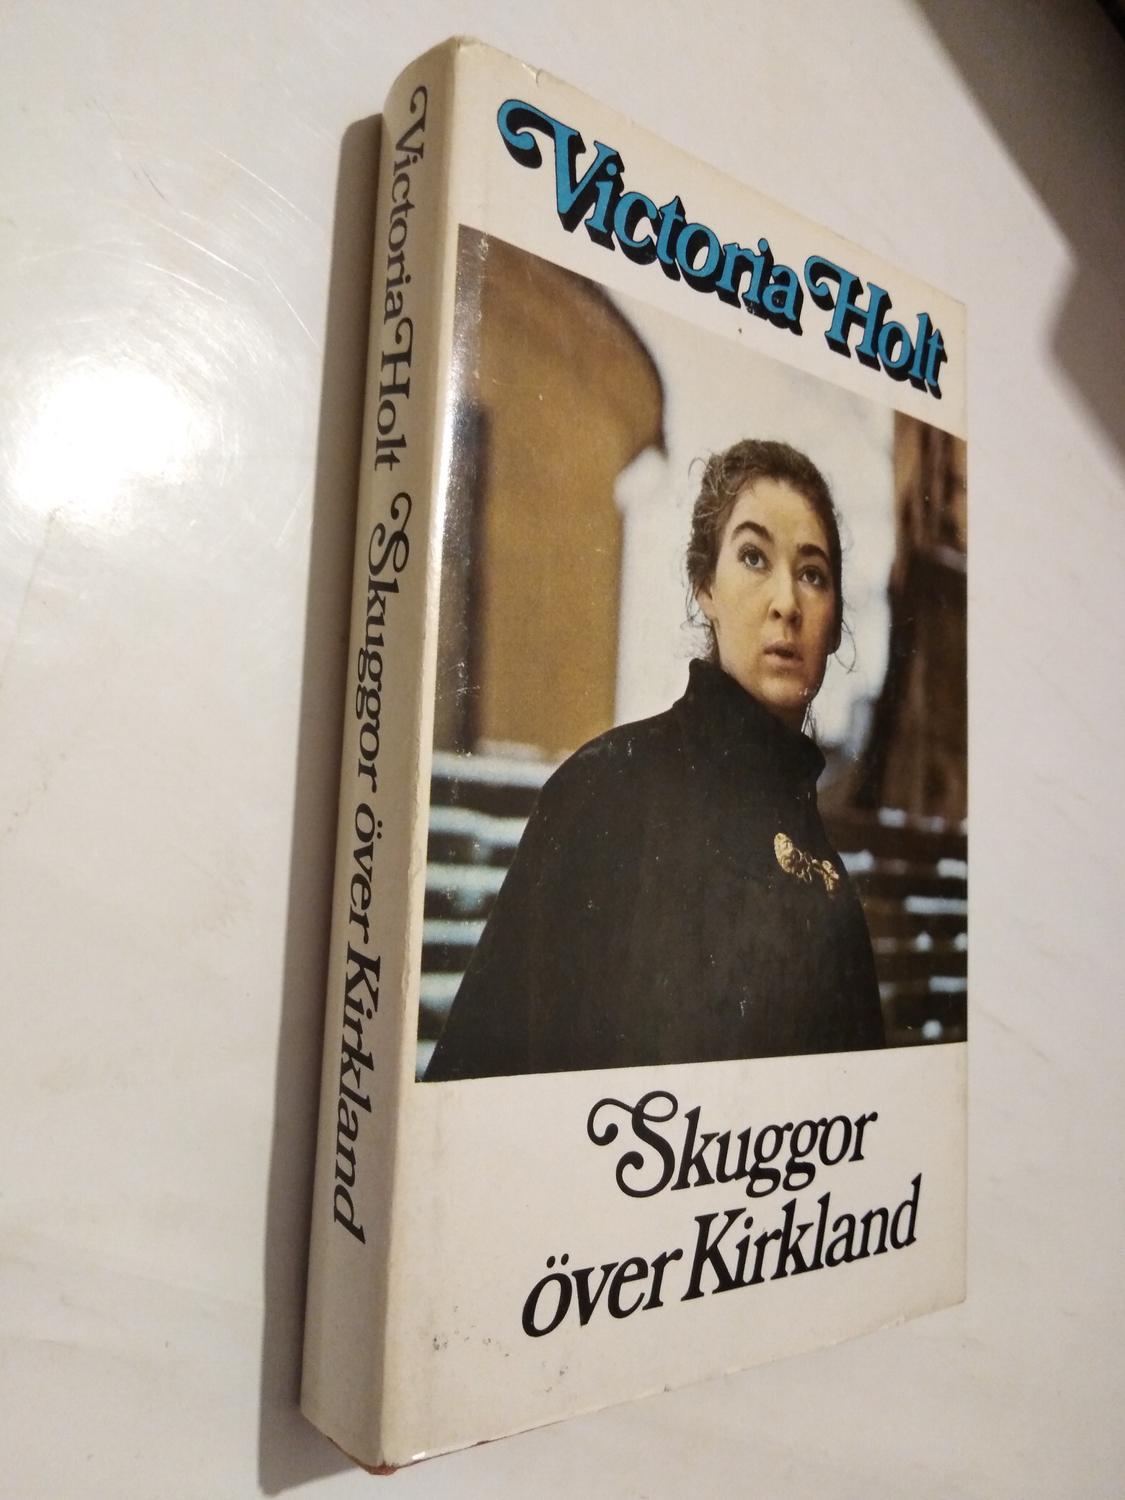 Victoria Holt
Skuggor
över Kirkland
Victoria Holt Skuggor över Kirkland